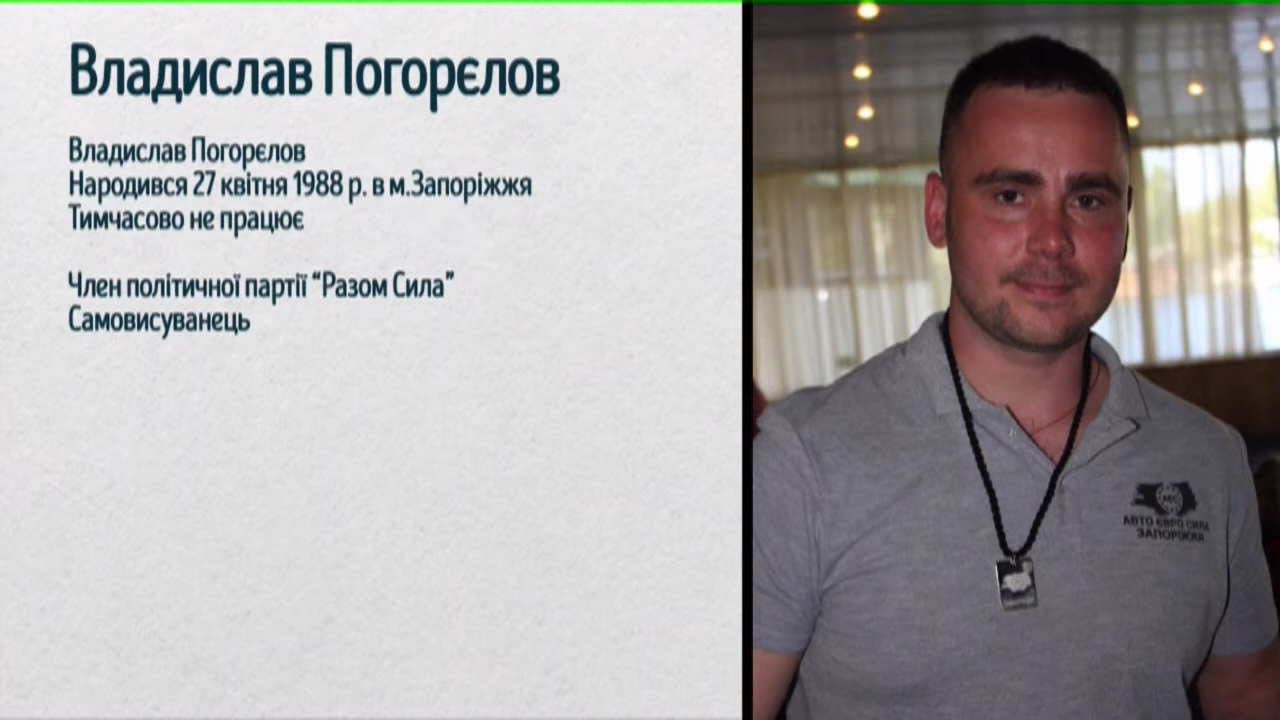 Владислав Погорєлов
Владислав Погорєлов
Народився 27 квітня 1988 р. в м.Запоріжжя
Тимчасово не працює
Член політичної партії “Разом Сила”
Самовисуванець
АВТО ЄВРО СИЛА
ЗАПОРІЖЖЯ